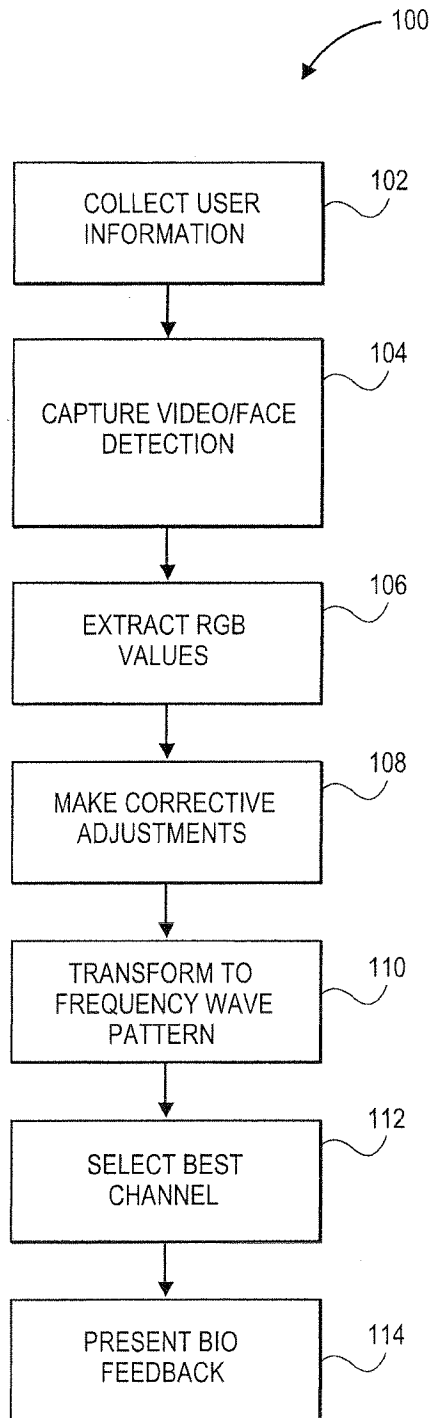 100
COLLECT USER
INFORMATION
102
CAPTURE VIDEO/FACE
DETECTION
104
EXTRACT RGB
VALUES
106
MAKE CORRECTIVE
ADJUSTMENTS
108
TRANSFORM TO
FREQUENCY WAVE
PATTERN
110
SELECT BEST
CHANNEL
112
PRESENT BIO
FEEDBACK
114